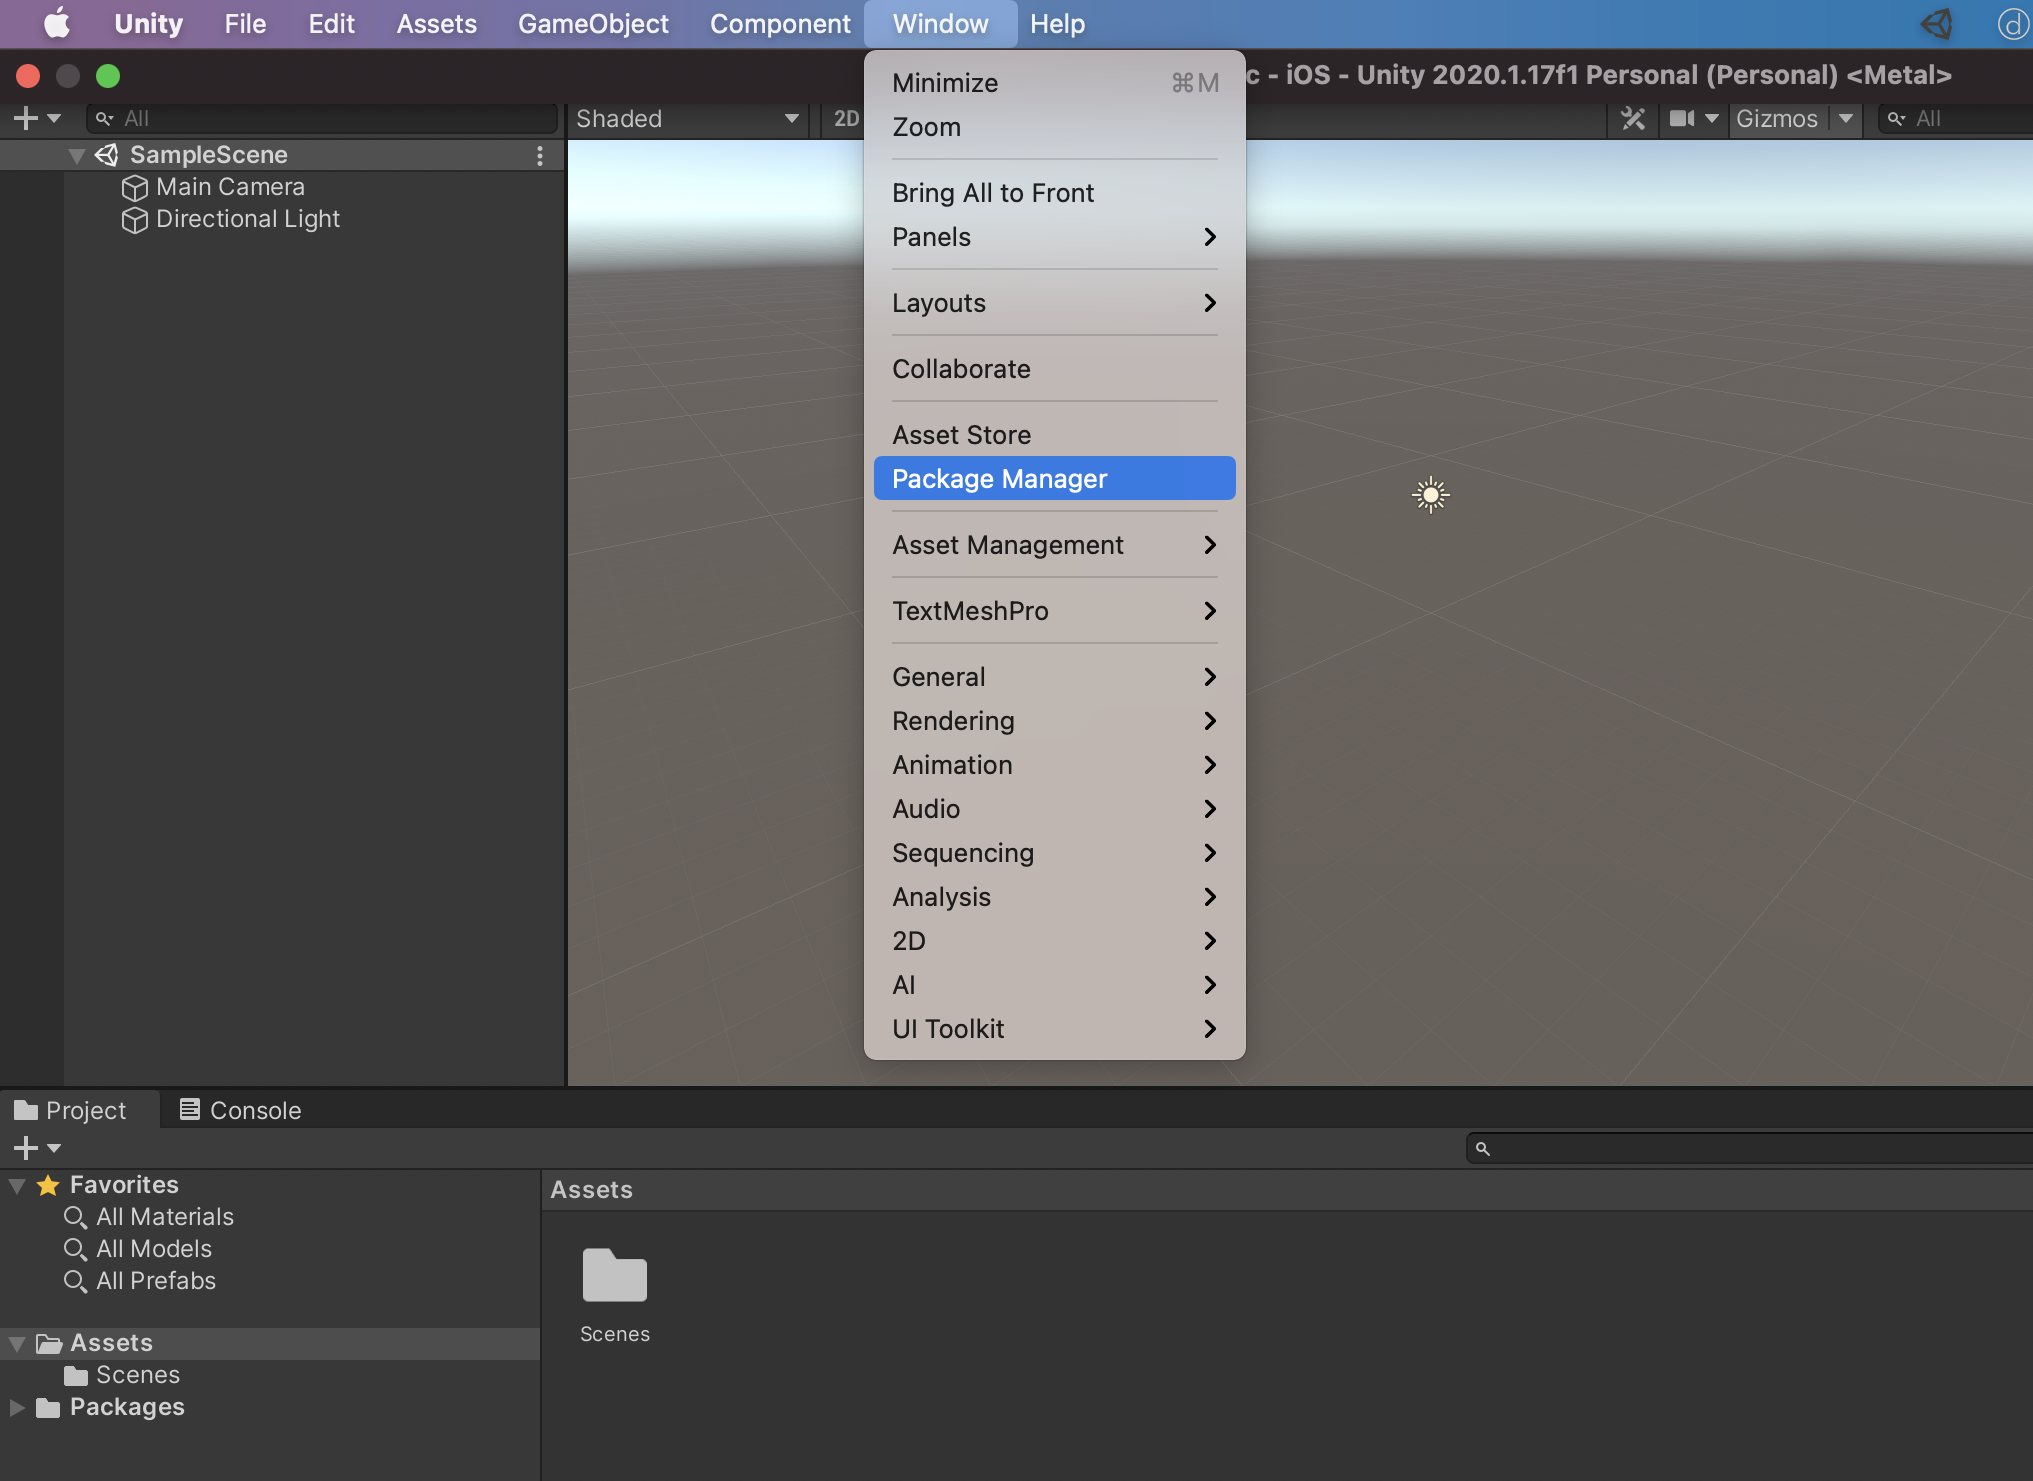 Unity File Edit Assets GameObject Component Window Help
c - iOS - Unity 2020.1.17f1 Personal (Personal) <Metal>
All
Shaded
2D
Gizmos
All
SampleScene
Main Camera
Directional Light
Minimize ⌘M
Zoom
Bring All to Front
Panels
Layouts
Collaborate
Asset Store
Package Manager
Asset Management
TextMeshPro
General
Rendering
Animation
Audio
Sequencing
Analysis
2D
AI
UI Toolkit
Project
Console
Favorites
All Materials
All Models
All Prefabs
Assets
Scenes
Packages
Assets
Scenes